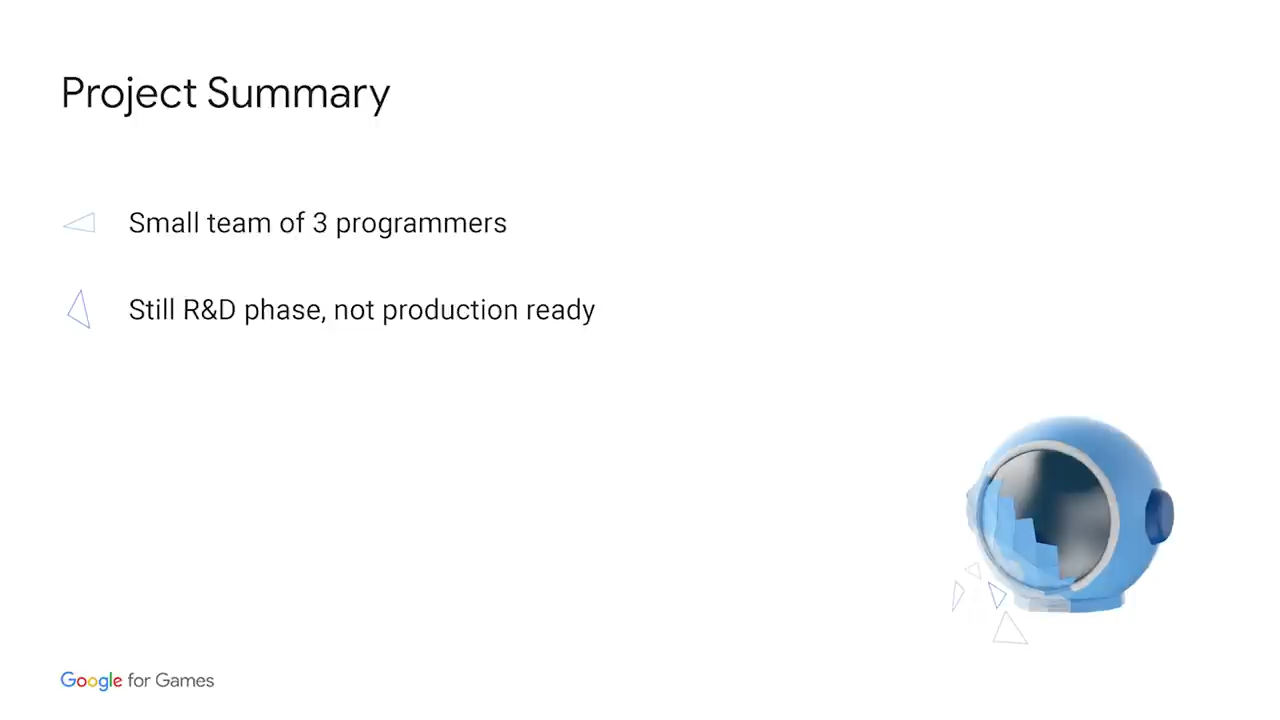 Project Summary
Small team of 3 programmers
Still R&D phase, not production ready
Google for Games